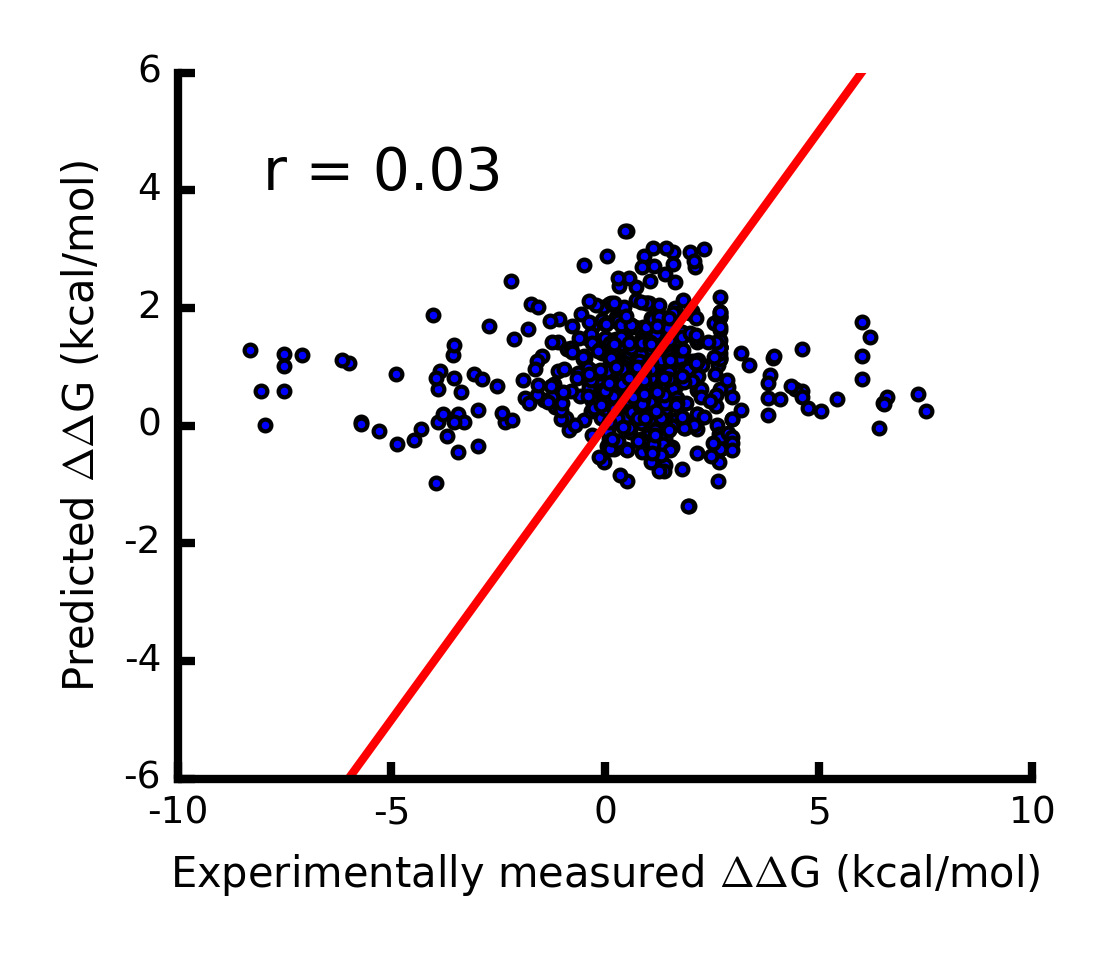 6
4
2
0
-2
-4
-6
Predicted ΔΔG (kcal/mol)
r = 0.03
-10 -5 0 5 10
Experimentally measured ΔΔG (kcal/mol)